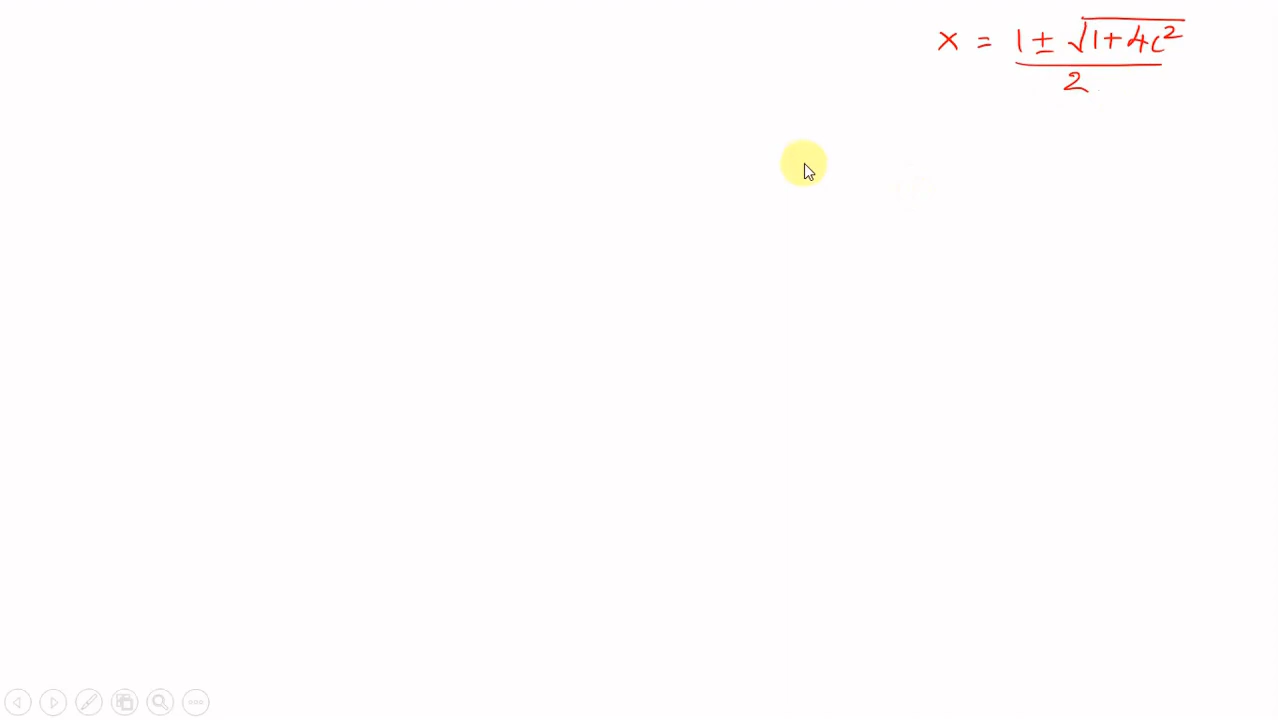 x = 1 ± √1+4c²
2